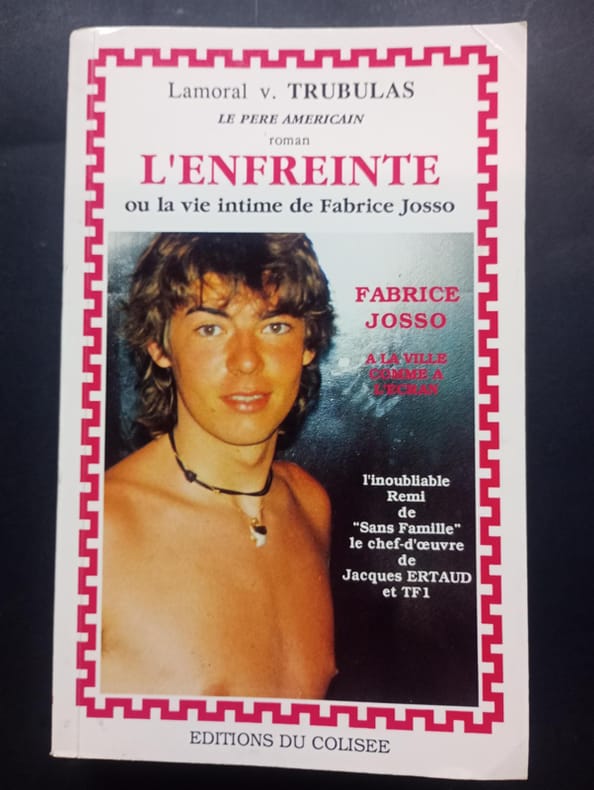 Lamoral v. TRUBULAS
LE PERE AMERICAIN
roman
L'ENFREINTE
ou la vie intime de Fabrice Josso
FABRICE
JOSSO
A LA VILLE
COMME A
L'ECRAN
l'inoubliable
Remi
de
"Sans Famille"
le chef-d'œuvre
de
Jacques ERTAUD
et TF1
EDITIONS DU COLISEE